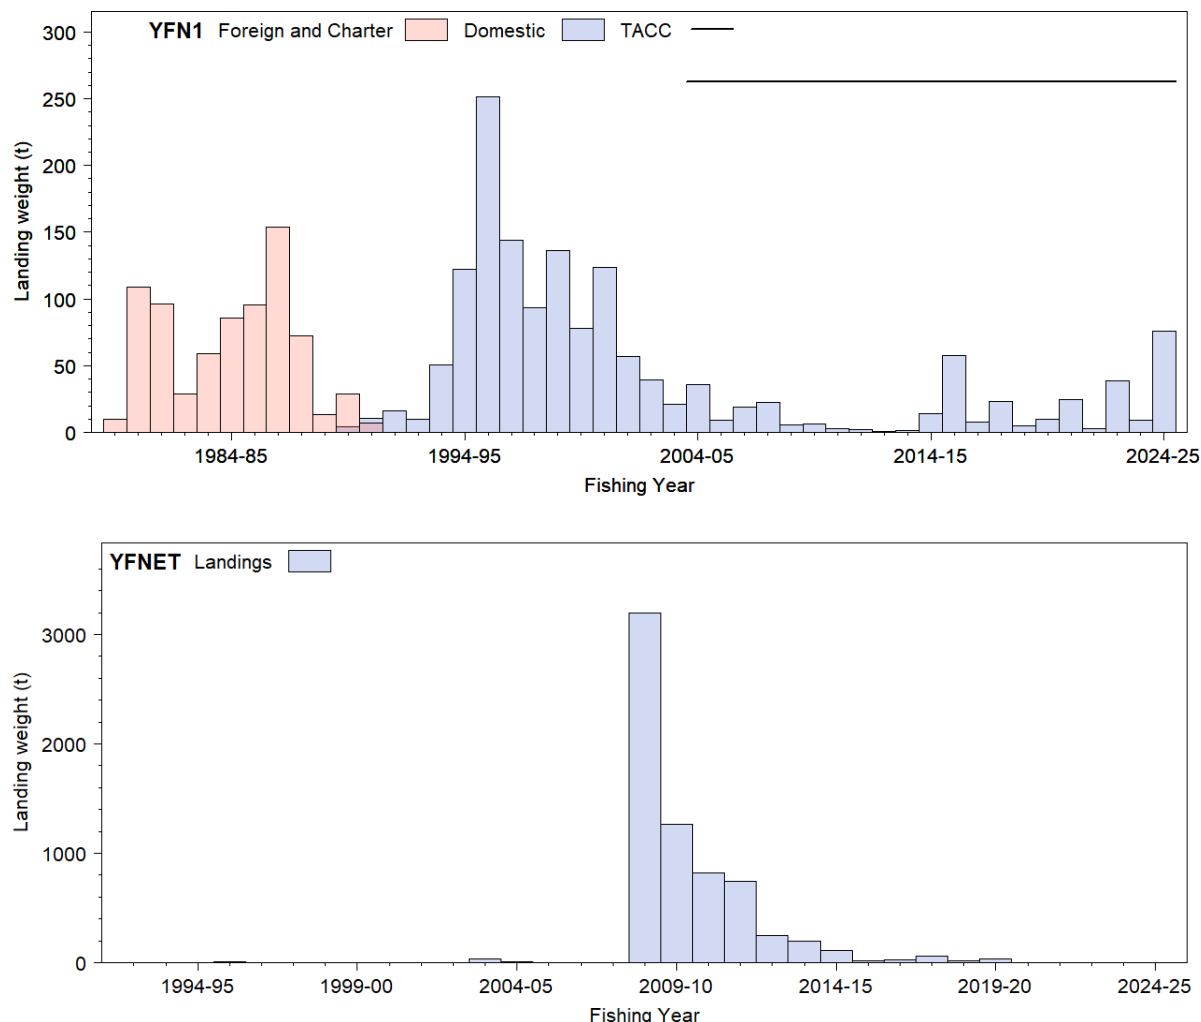 YFN1 Foreign and Charter Domestic TACC
300
250
200
150
100
50
0
Landing weight (t)
1984-85 1994-95 2004-05 2014-15 2024-25
Fishing Year
YFNET Landings
3000
2000
1000
0
Landing weight (t)
1994-95 1999-00 2004-05 2009-10 2014-15 2019-20 2024-25
Fishing Year